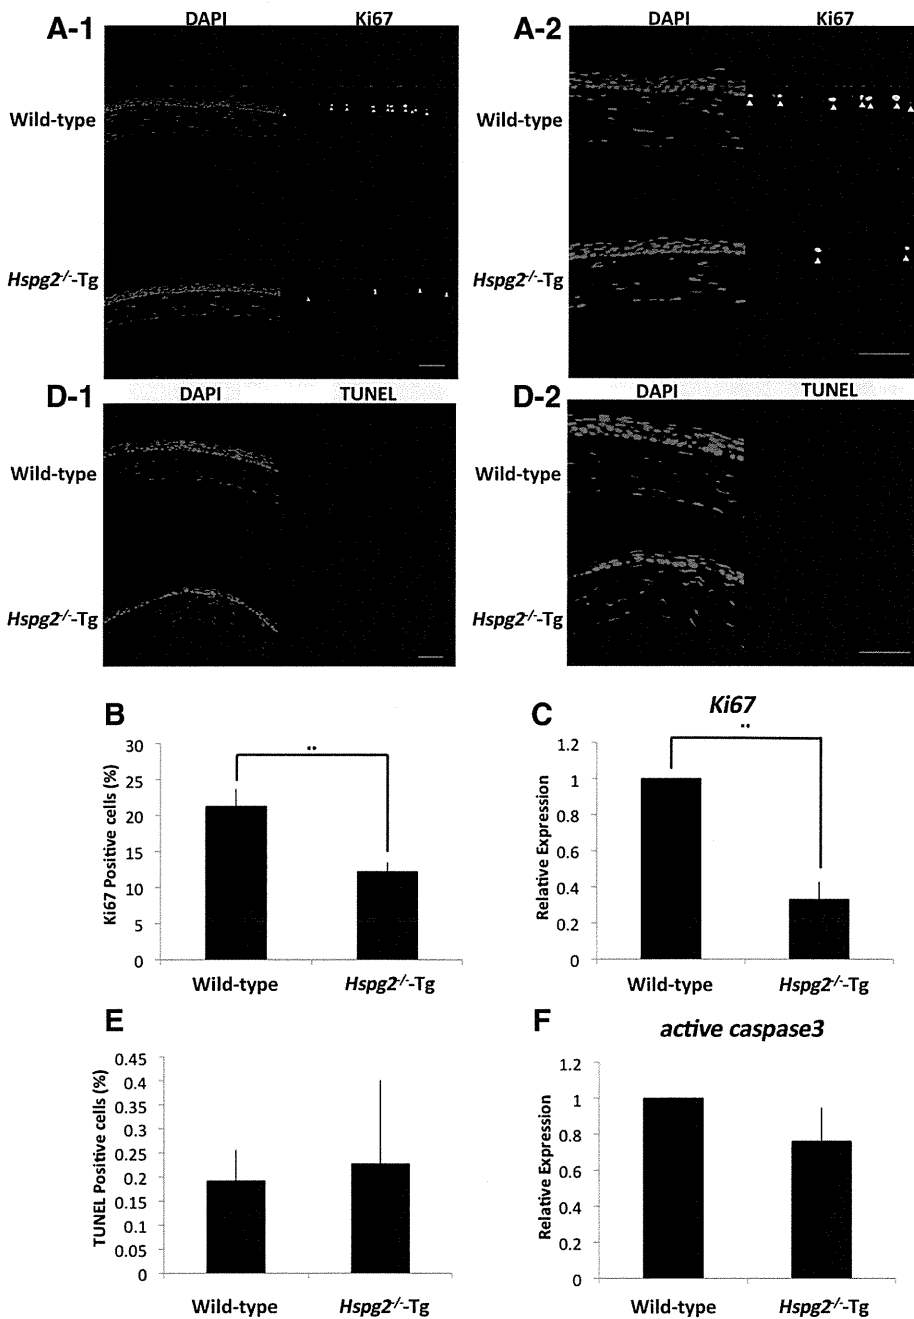 A-1
DAPI
Ki67
Wild-type
Hspg2-/--Tg
A-2
DAPI
Ki67
Wild-type
Hspg2-/--Tg
D-1
DAPI
TUNEL
Wild-type
Hspg2-/--Tg
D-2
DAPI
TUNEL
Wild-type
Hspg2-/--Tg
B
Ki67 Positive cells (%)
30
25
20
15
10
5
0
**
Wild-type
Hspg2-/--Tg
C
Ki67
Relative Expression
1.2
1
0.8
0.6
0.4
0.2
0
**
Wild-type
Hspg2-/--Tg
E
TUNEL Positive cells (%)
0.45
0.4
0.35
0.3
0.25
0.2
0.15
0.1
0.05
0
Wild-type
Hspg2-/--Tg
F
active caspase3
Relative Expression
1.2
1
0.8
0.6
0.4
0.2
0
Wild-type
Hspg2-/--Tg